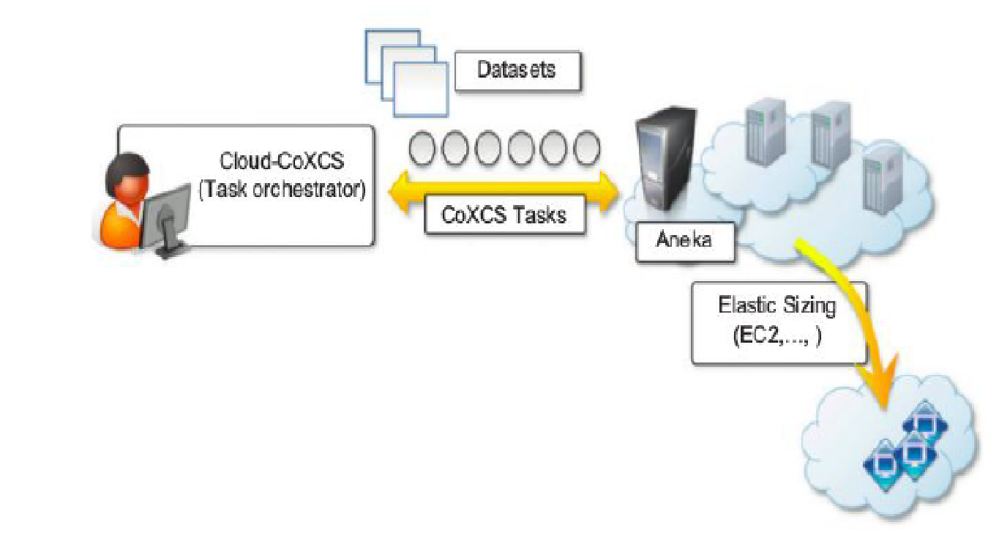 Datasets
Cloud-CoXCS
(Task orchestrator)
CoXCS Tasks
Aneka
Elastic Sizing
(EC2,..., )